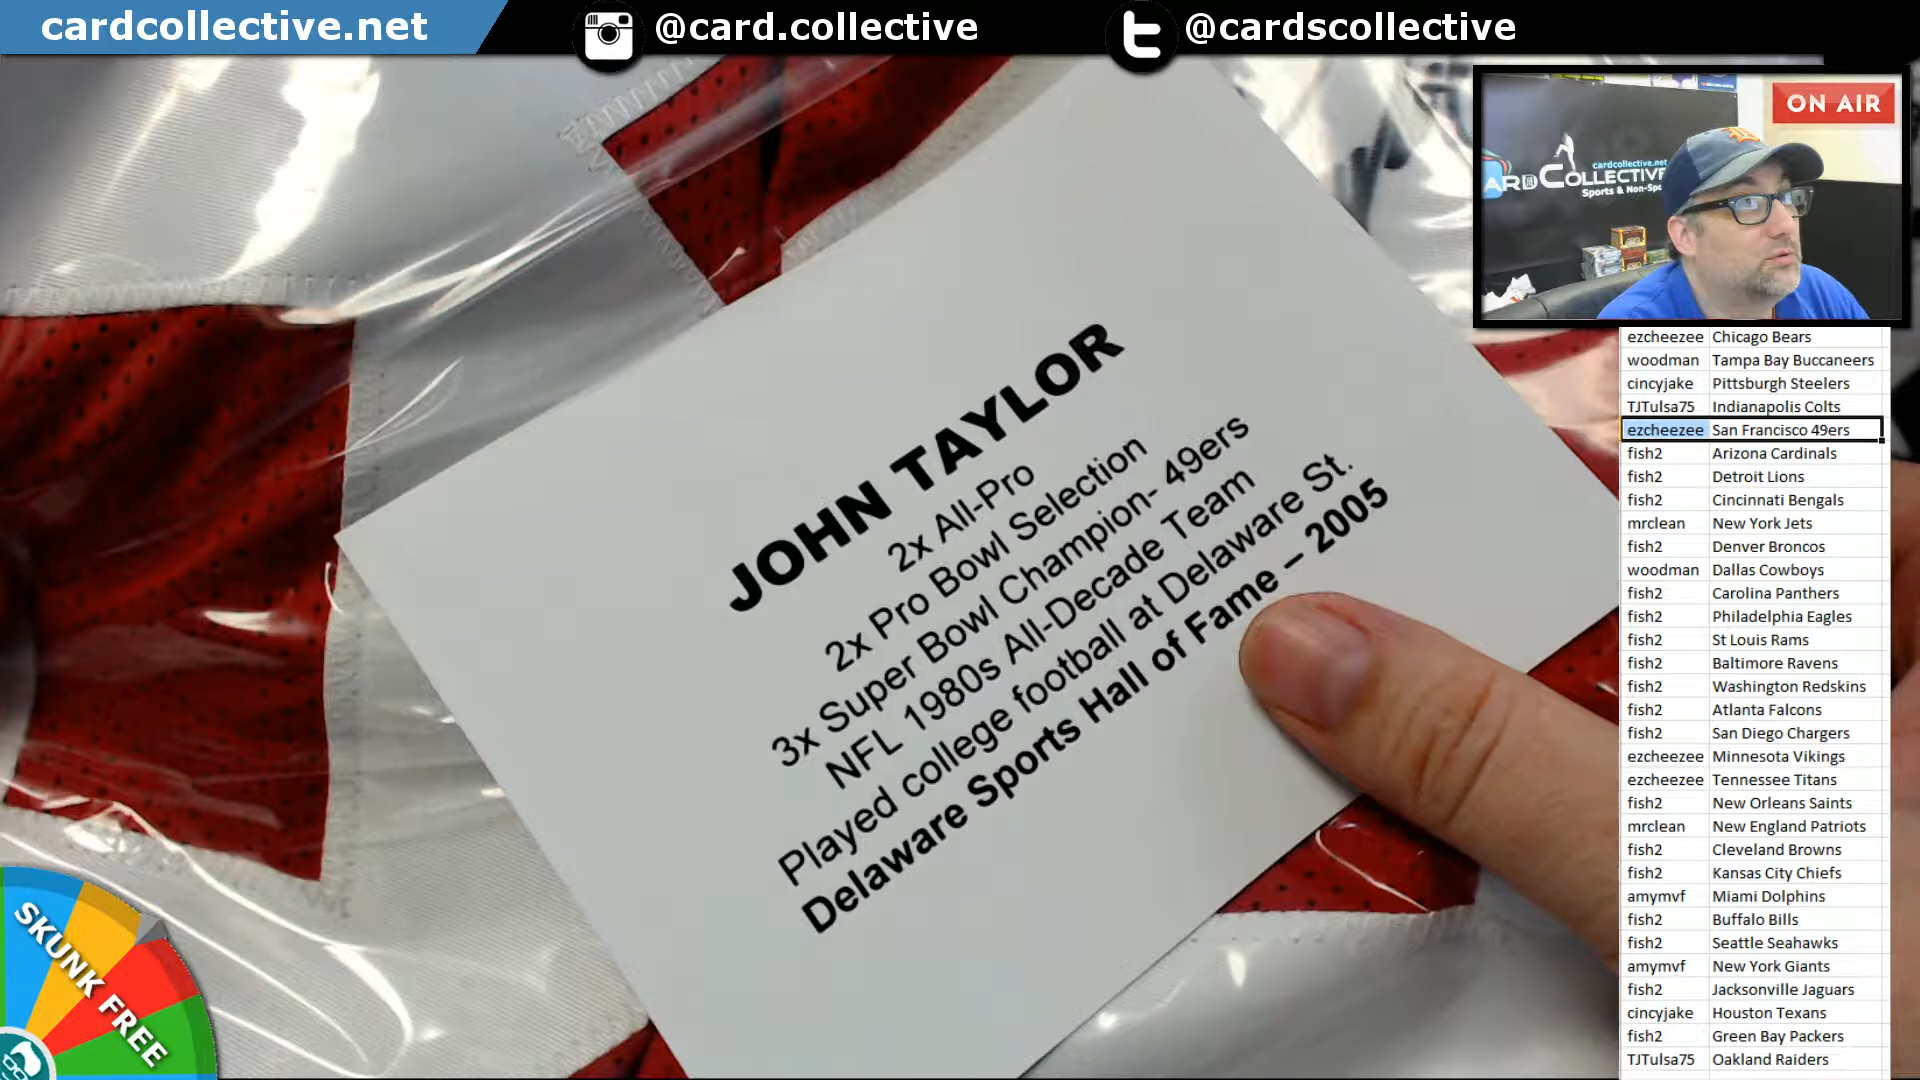 cardcollective.net
@card.collective
@cardscollective
ON AIR
cardcollective.net
ARD COLLECTIVE
Sports & Non-Spo
JOHN TAYLOR
2x All-Pro
2x Pro Bowl Selection
3x Super Bowl Champion- 49ers
NFL 1980s All-Decade Team
Played college football at Delaware St.
Delaware Sports Hall of Fame – 2005
ezcheezee Chicago Bears
woodman Tampa Bay Buccaneers
cincyjake Pittsburgh Steelers
TJTulsa75 Indianapolis Colts
ezcheezee San Francisco 49ers
fish2 Arizona Cardinals
fish2 Detroit Lions
fish2 Cincinnati Bengals
mrclean New York Jets
fish2 Denver Broncos
woodman Dallas Cowboys
fish2 Carolina Panthers
fish2 Philadelphia Eagles
fish2 St Louis Rams
fish2 Baltimore Ravens
fish2 Washington Redskins
fish2 Atlanta Falcons
fish2 San Diego Chargers
ezcheezee Minnesota Vikings
ezcheezee Tennessee Titans
fish2 New Orleans Saints
mrclean New England Patriots
fish2 Cleveland Browns
fish2 Kansas City Chiefs
amymvf Miami Dolphins
fish2 Buffalo Bills
fish2 Seattle Seahawks
amymvf New York Giants
fish2 Jacksonville Jaguars
cincyjake Houston Texans
fish2 Green Bay Packers
TJTulsa75 Oakland Raiders
SKUNK FREE